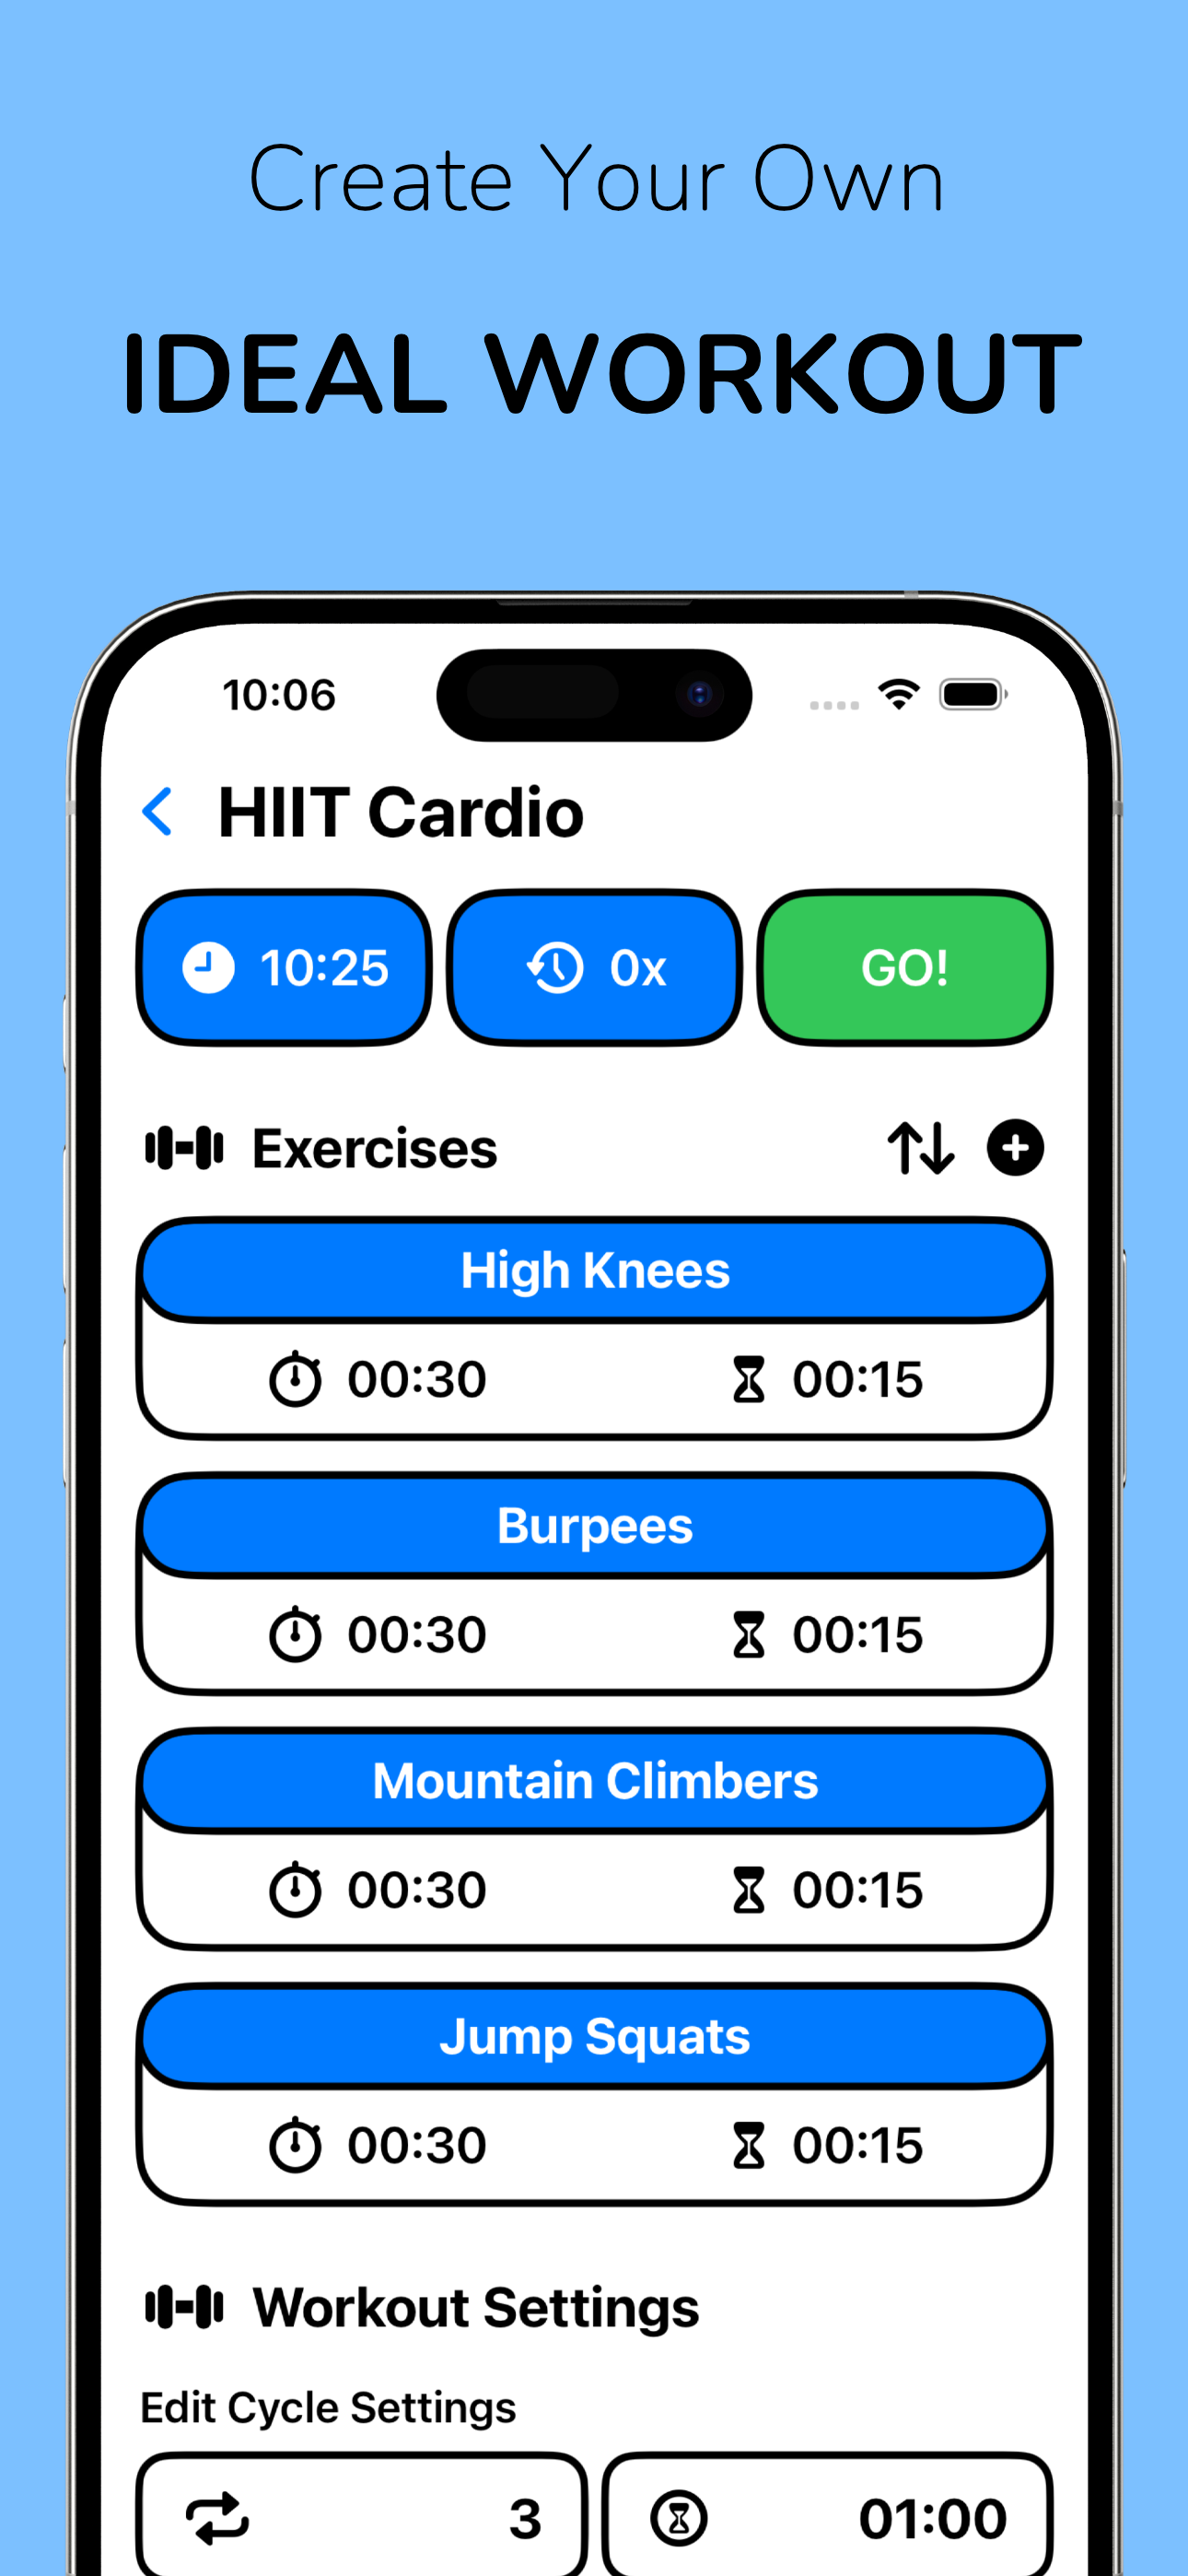 Create Your Own
IDEAL WORKOUT
10:06
HIIT Cardio
10:25
0x
GO!
Exercises
High Knees
00:30
00:15
Burpees
00:30
00:15
Mountain Climbers
00:30
00:15
Jump Squats
00:30
00:15
Workout Settings
Edit Cycle Settings
3
01:00